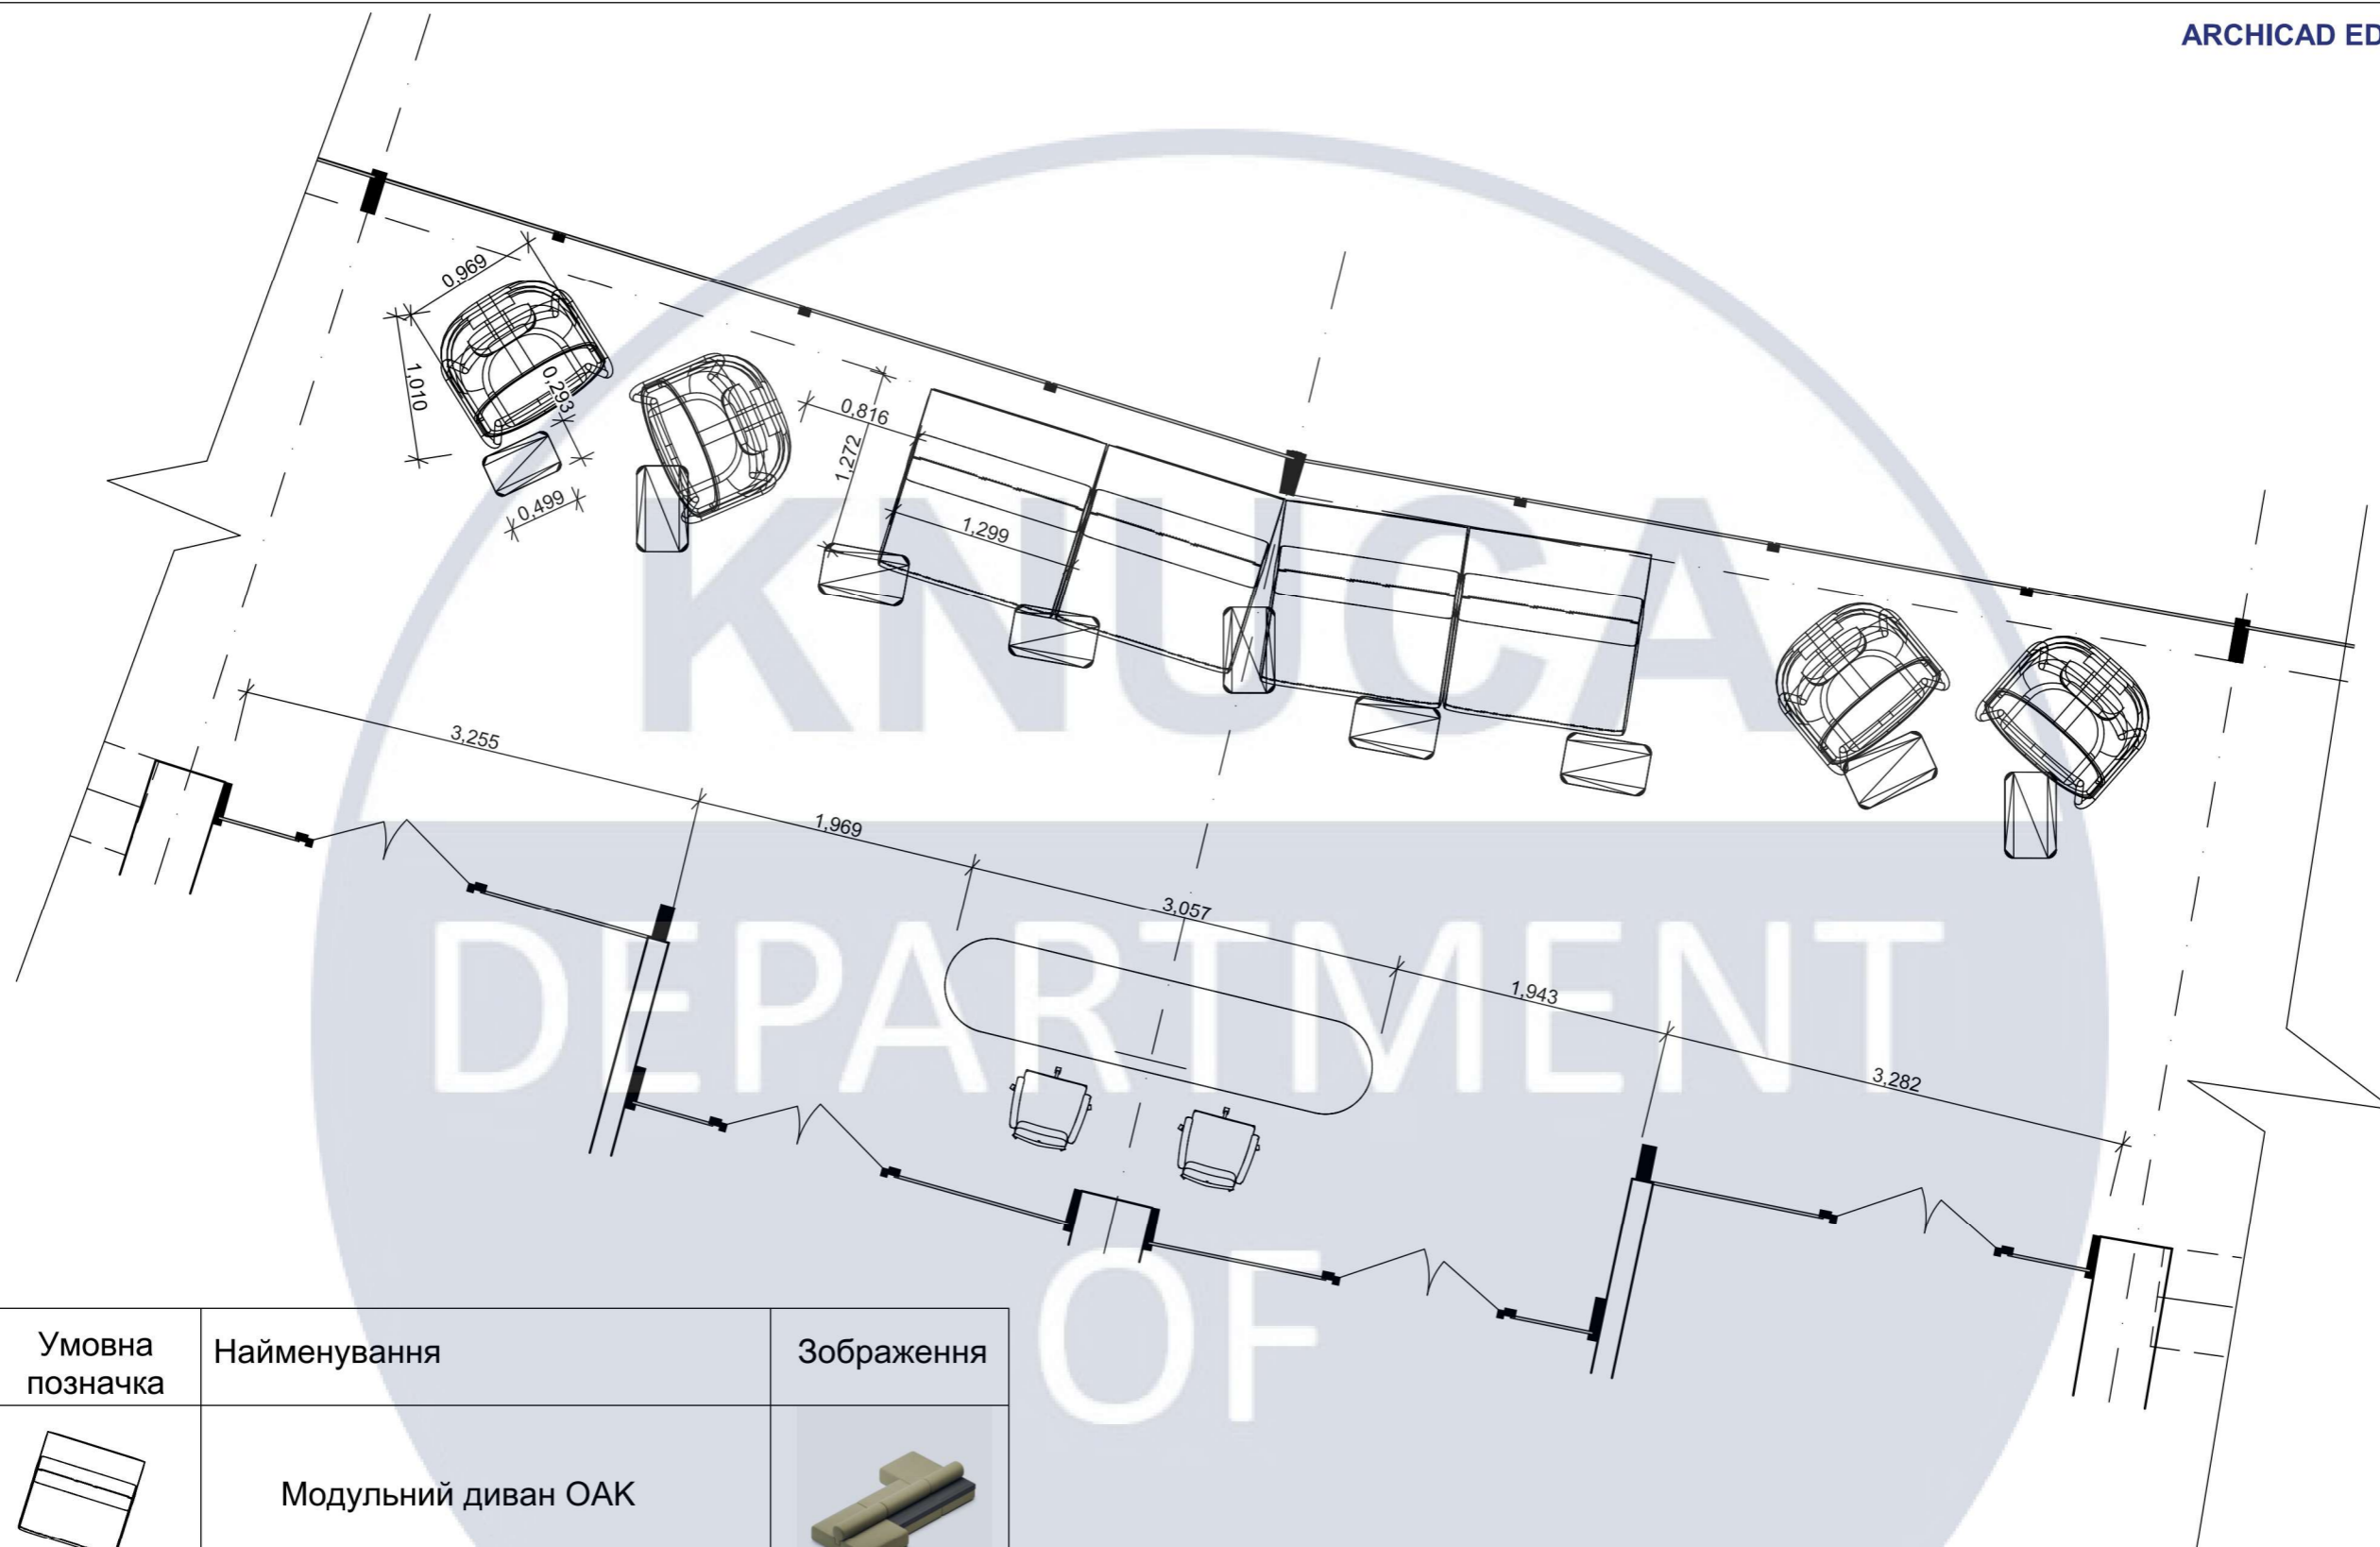 ARCHICAD ED
0,969
1,010
0,293
0,499
0,816
1,272
1,299
KNUCA
3,255
1,969
3,057
1,943
3,282
DEPARTMENT
OF
Умовна
позначка
Найменування
Зображення
Модульний диван OAK